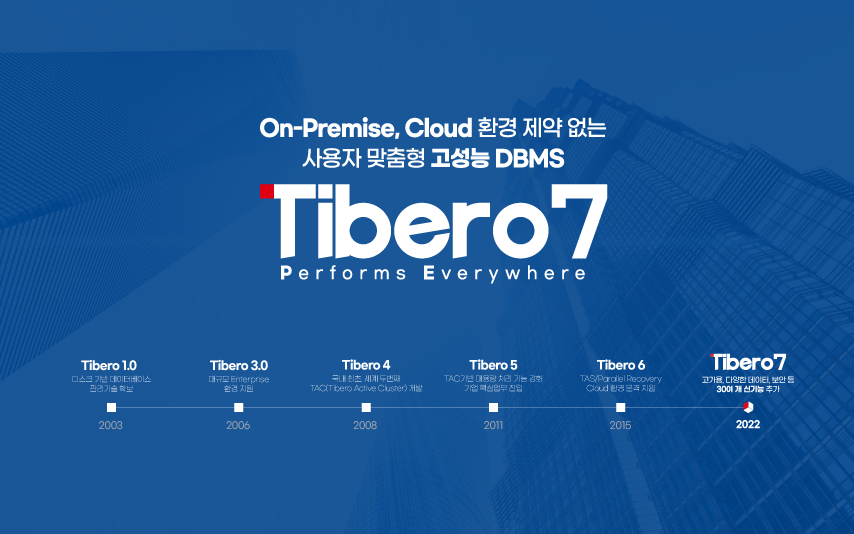 On-Premise, Cloud 환경 제약 없는
사용자 맞춤형 고성능 DBMS
Tibero7
Performs Everywhere
Tibero 1.0
디스크 기반 데이터베이스
관리기술 확보
2003
Tibero 3.0
대규모 Enterprise
환경 지원
2006
Tibero 4
국내 최초, 세계 두번째
TAC(Tibero Active Cluster) 개발
2008
Tibero 5
TAC기반 대용량 처리 기능 강화
기업 핵심업무 진입
2011
Tibero 6
TAS/Parallel Recovery
Cloud 환경 본격 지원
2015
Tibero7
고가용, 다양한 데이터, 보안 등
30여 개 신기능 추가
2022